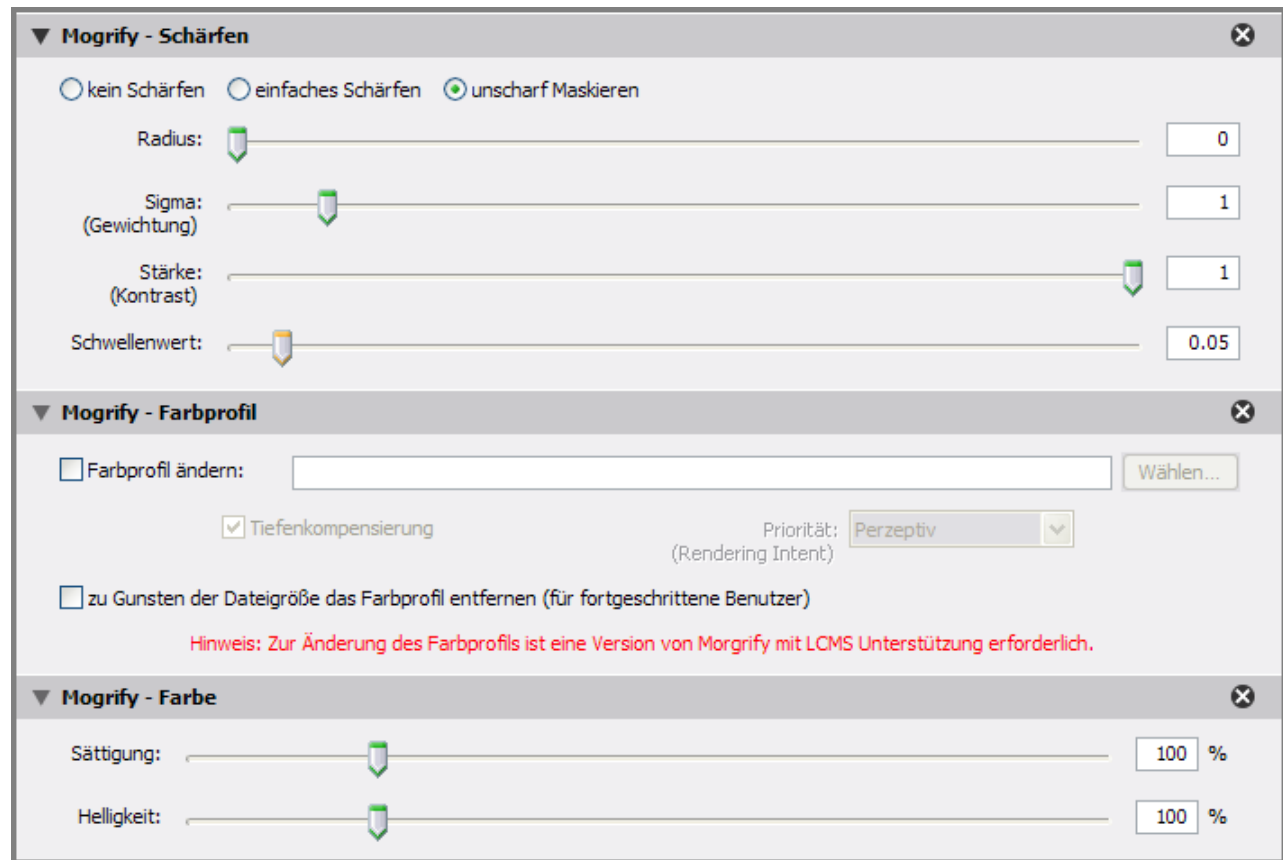 Mogrify - Schärfen
kein Schärfen einfaches Schärfen unscharf Maskieren
Radius: 0
Sigma: 1
(Gewichtung)
Stärke: 1
(Kontrast)
Schwellenwert: 0.05
Mogrify - Farbprofil
Farbprofil ändern: Wählen...
Tiefenkompensierung Priorität: Perzeptiv
(Rendering Intent)
zu Gunsten der Dateigröße das Farbprofil entfernen (für fortgeschrittene Benutzer)
Hinweis: Zur Änderung des Farbprofils ist eine Version von Morgrify mit LCMS Unterstützung erforderlich.
Mogrify - Farbe
Sättigung: 100 %
Helligkeit: 100 %